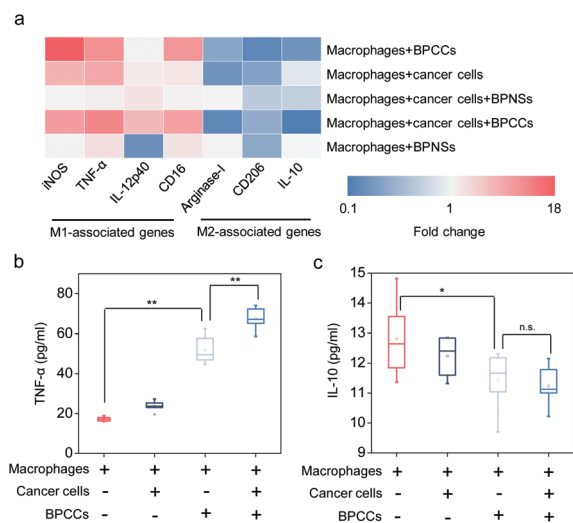 a
Macrophages+BPCCs
Macrophages+cancer cells
Macrophages+cancer cells+BPNSs
Macrophages+cancer cells+BPCCs
Macrophages+BPNSs
iNOS TNF-α IL-12p40 CD16 Arginase-I CD206 IL-10
M1-associated genes M2-associated genes
0.1 1 18
Fold change
b
TNF-α (pg/ml)
80
60
40
20
0
** **
Macrophages + + + +
Cancer cells - + - +
BPCCs - - + +
c
IL-10 (pg/ml)
15
14
13
12
11
10
9
* n.s.
Macrophages + + + +
Cancer cells - + - +
BPCCs - - + +